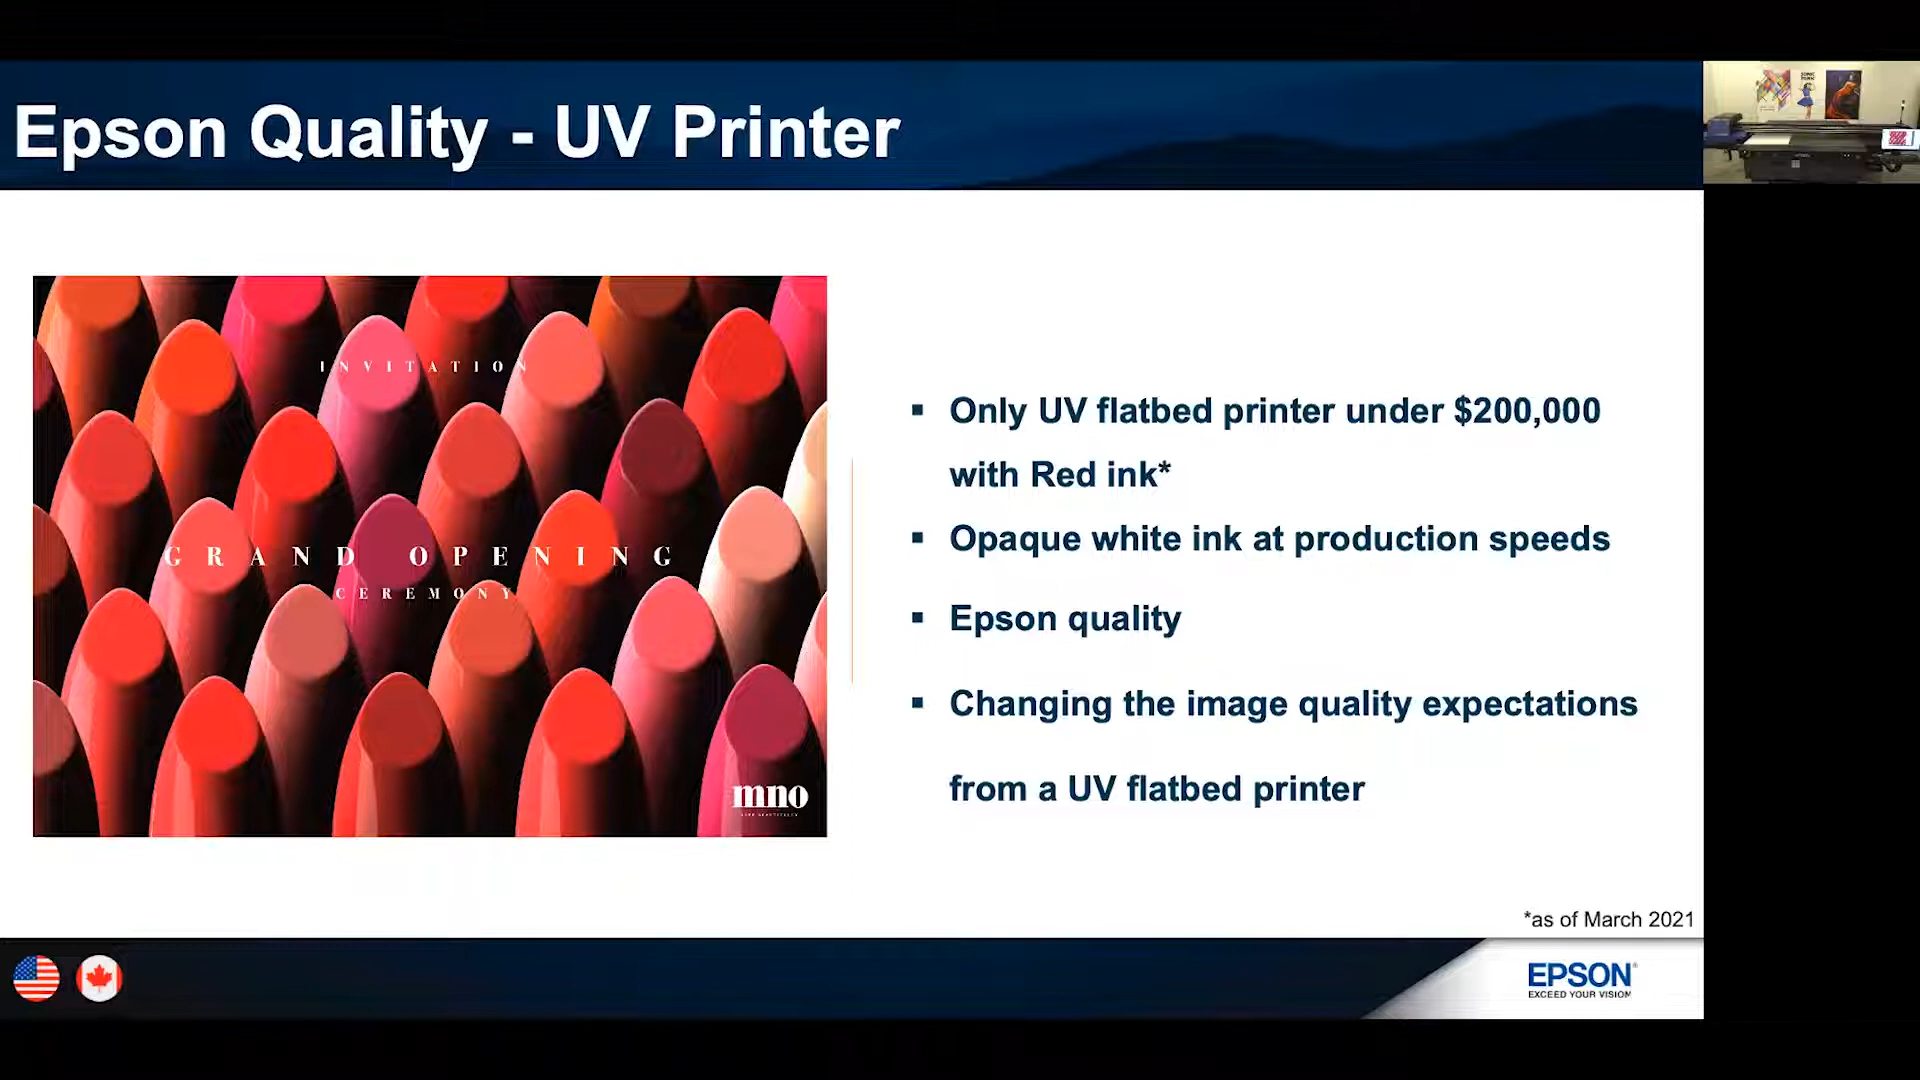 Epson Quality - UV Printer
INVITATION
GRAND OPENING
CEREMONY
mno
▪ Only UV flatbed printer under $200,000
with Red ink*
▪ Opaque white ink at production speeds
▪ Epson quality
▪ Changing the image quality expectations
from a UV flatbed printer
*as of March 2021
EPSON®
EXCEED YOUR VISION